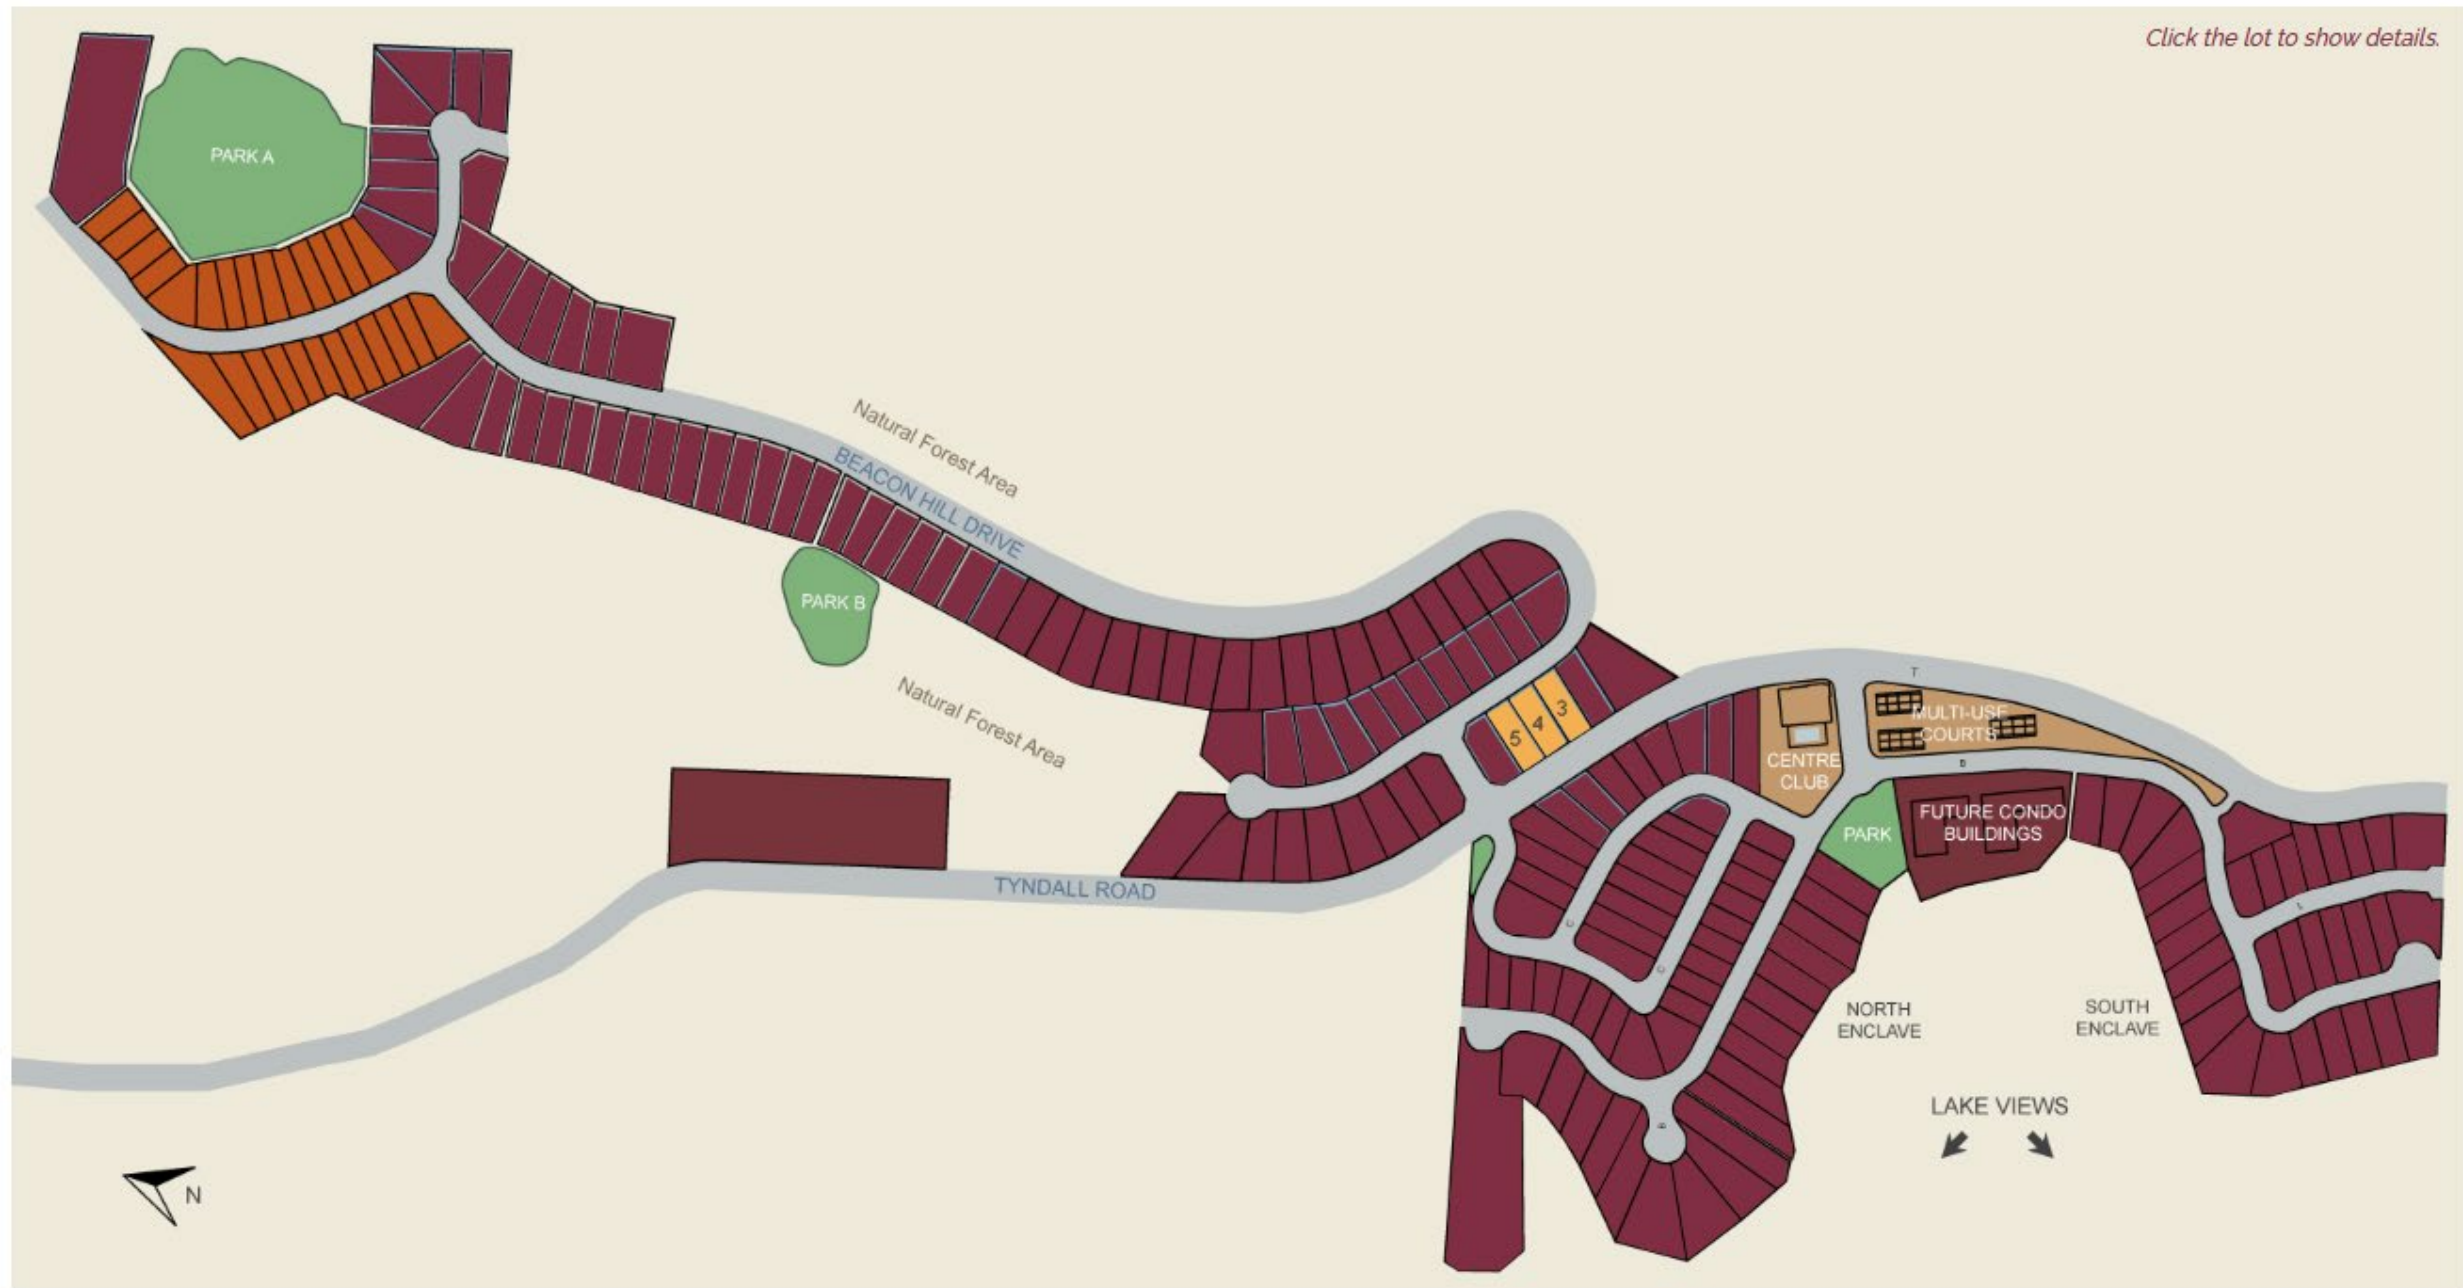 Click the lot to show details.
PARK A
Natural Forest Area
BEACON HILL DRIVE
PARK B
Natural Forest Area
3
4
5
T
MULTI-USE
COURTS
B
CENTRE
CLUB
FUTURE CONDO
BUILDINGS
PARK
TYNDALL ROAD
L
NORTH
ENCLAVE
SOUTH
ENCLAVE
LAKE VIEWS
N